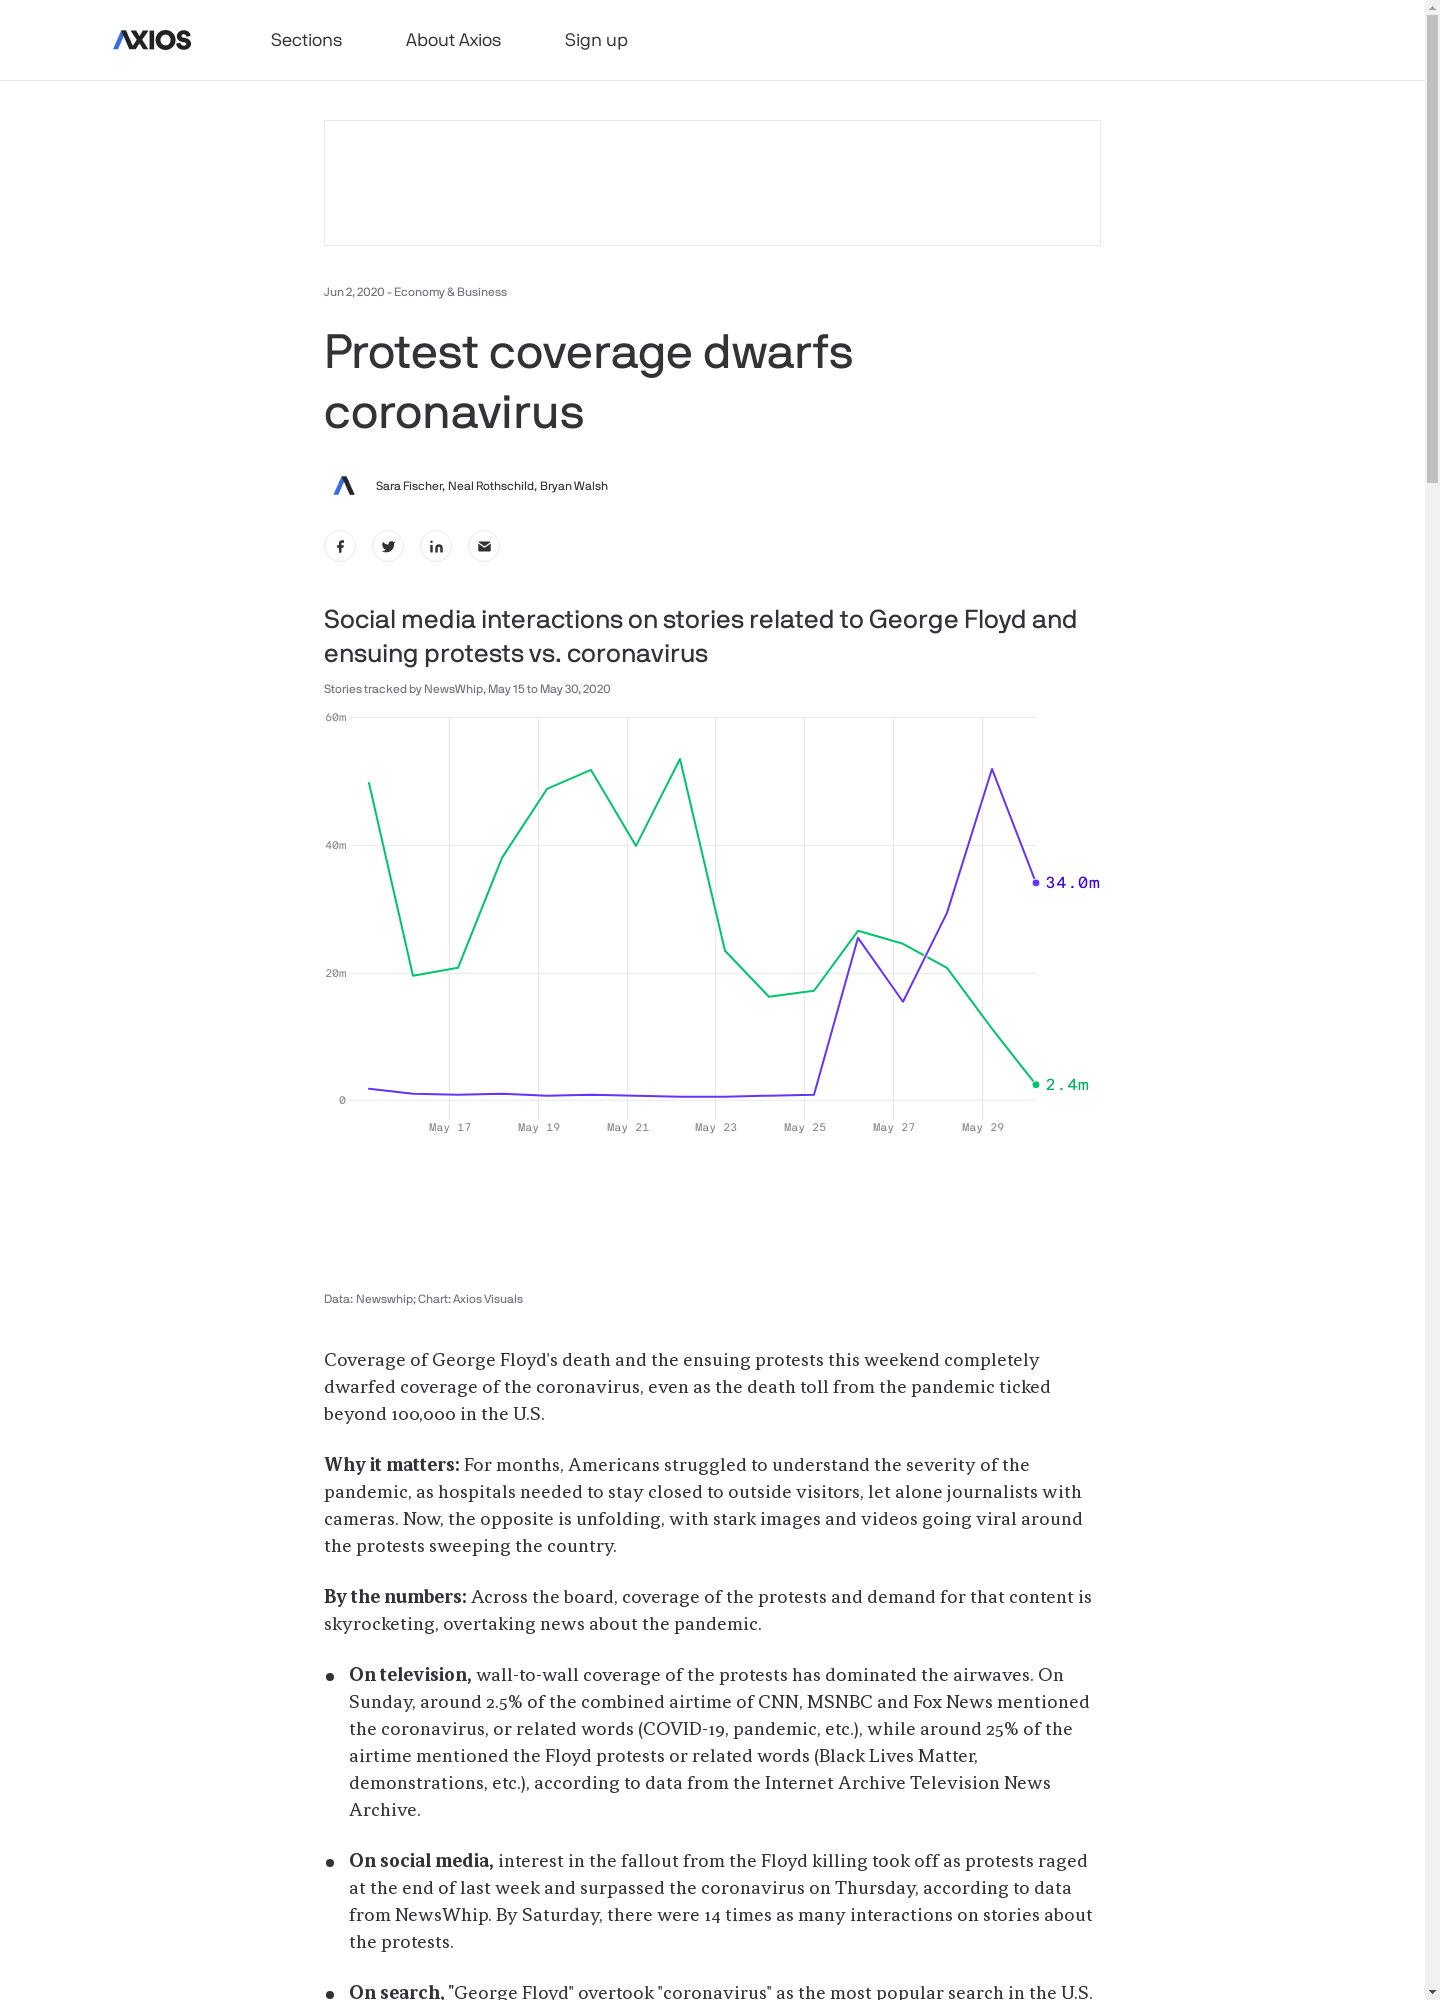 AXIOS
Sections
About Axios
Sign up
Jun 2, 2020 - Economy & Business
Protest coverage dwarfs
coronavirus
Sara Fischer, Neal Rothschild, Bryan Walsh
Social media interactions on stories related to George Floyd and
ensuing protests vs. coronavirus
Stories tracked by NewsWhip, May 15 to May 30, 2020
60m
40m
34.0m
20m
2.4m
0
May 17
May 19
May 21
May 23
May 25
May 27
May 29
Data: Newswhip; Chart: Axios Visuals
Coverage of George Floyd's death and the ensuing protests this weekend completely
dwarfed coverage of the coronavirus, even as the death toll from the pandemic ticked
beyond 100,000 in the U.S.
Why it matters: For months, Americans struggled to understand the severity of the
pandemic, as hospitals needed to stay closed to outside visitors, let alone journalists with
cameras. Now, the opposite is unfolding, with stark images and videos going viral around
the protests sweeping the country.
By the numbers: Across the board, coverage of the protests and demand for that content is
skyrocketing, overtaking news about the pandemic.
On television, wall-to-wall coverage of the protests has dominated the airwaves. On
Sunday, around 2.5% of the combined airtime of CNN, MSNBC and Fox News mentioned
the coronavirus, or related words (COVID-19, pandemic, etc.), while around 25% of the
airtime mentioned the Floyd protests or related words (Black Lives Matter,
demonstrations, etc.), according to data from the Internet Archive Television News
Archive.
On social media, interest in the fallout from the Floyd killing took off as protests raged
at the end of last week and surpassed the coronavirus on Thursday, according to data
from NewsWhip. By Saturday, there were 14 times as many interactions on stories about
the protests.
On search, "George Floyd" overtook "coronavirus" as the most popular search in the U.S.